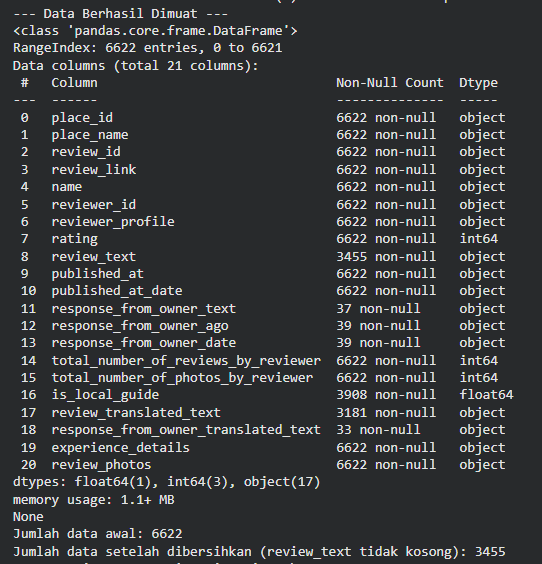 --- Data Berhasil Dimuat ---
<class 'pandas.core.frame.DataFrame'>
RangeIndex: 6622 entries, 0 to 6621
Data columns (total 21 columns):
 #   Column                                Non-Null Count  Dtype
---  ------                                --------------  -----
 0   place_id                              6622 non-null   object
 1   place_name                            6622 non-null   object
 2   review_id                             6622 non-null   object
 3   review_link                           6622 non-null   object
 4   name                                  6622 non-null   object
 5   reviewer_id                           6622 non-null   object
 6   reviewer_profile                      6622 non-null   object
 7   rating                                6622 non-null   int64
 8   review_text                           3455 non-null   object
 9   published_at                          6622 non-null   object
 10  published_at_date                     6622 non-null   object
 11  response_from_owner_text              37 non-null     object
 12  response_from_owner_ago               39 non-null     object
 13  response_from_owner_date              39 non-null     object
 14  total_number_of_reviews_by_reviewer   6622 non-null   int64
 15  total_number_of_photos_by_reviewer    6622 non-null   int64
 16  is_local_guide                        3908 non-null   float64
 17  review_translated_text                3181 non-null   object
 18  response_from_owner_translated_text   33 non-null     object
 19  experience_details                    6622 non-null   object
 20  review_photos                         6622 non-null   object
dtypes: float64(1), int64(3), object(17)
memory usage: 1.1+ MB
None
Jumlah data awal: 6622
Jumlah data setelah dibersihkan (review_text tidak kosong): 3455